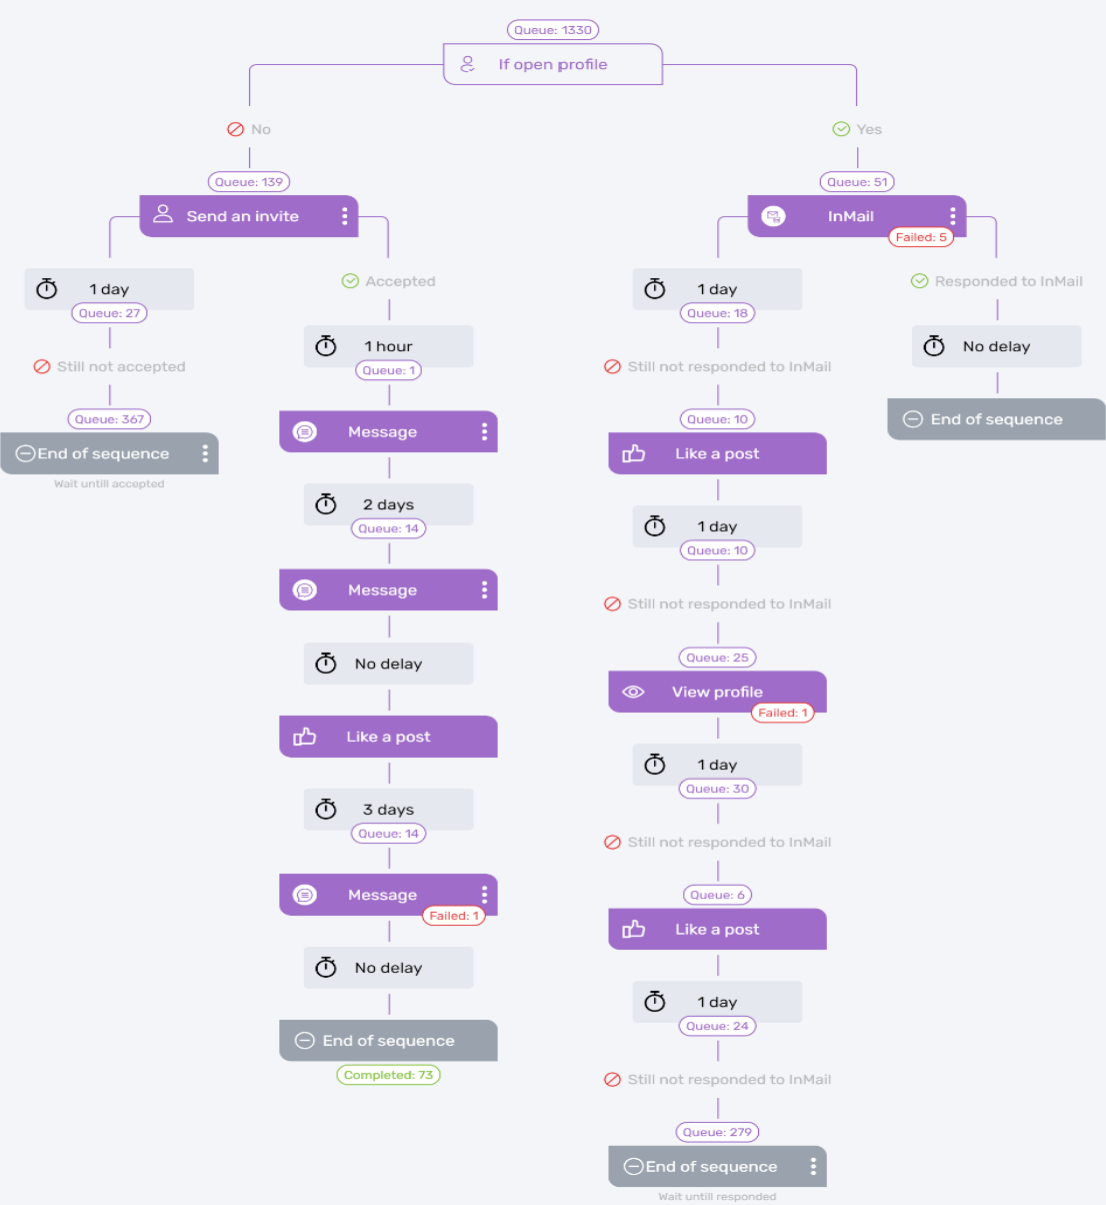 Queue: 1330
If open profile
No
Yes
Queue: 139
Send an invite
Queue: 51
InMail
Failed: 5
1 day
Queue: 27
Still not accepted
Queue: 367
End of sequence
Wait untill accepted
Accepted
1 hour
Queue: 1
Message
2 days
Queue: 14
Message
No delay
Like a post
3 days
Queue: 14
Message
Failed: 1
No delay
End of sequence
Completed: 73
1 day
Queue: 18
Still not responded to InMail
Queue: 10
Like a post
1 day
Queue: 10
Still not responded to InMail
Queue: 25
View profile
Failed: 1
1 day
Queue: 30
Still not responded to InMail
Queue: 6
Like a post
1 day
Queue: 24
Still not responded to InMail
Queue: 279
End of sequence
Wait untill responded
Responded to InMail
No delay
End of sequence